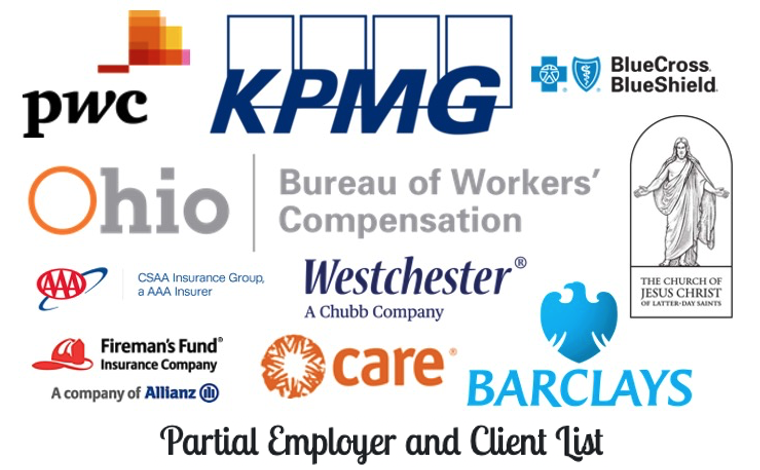 pwc
KPMG
BlueCross®
BlueShield®
Ohio
Bureau of Workers'
Compensation
THE CHURCH OF
JESUS CHRIST
OF LATTER-DAY SAINTS
AAA
CSAA Insurance Group,
a AAA Insurer
Westchester®
A Chubb Company
Fireman's Fund®
Insurance Company
A company of Allianz
care®
BARCLAYS
Partial Employer and Client List